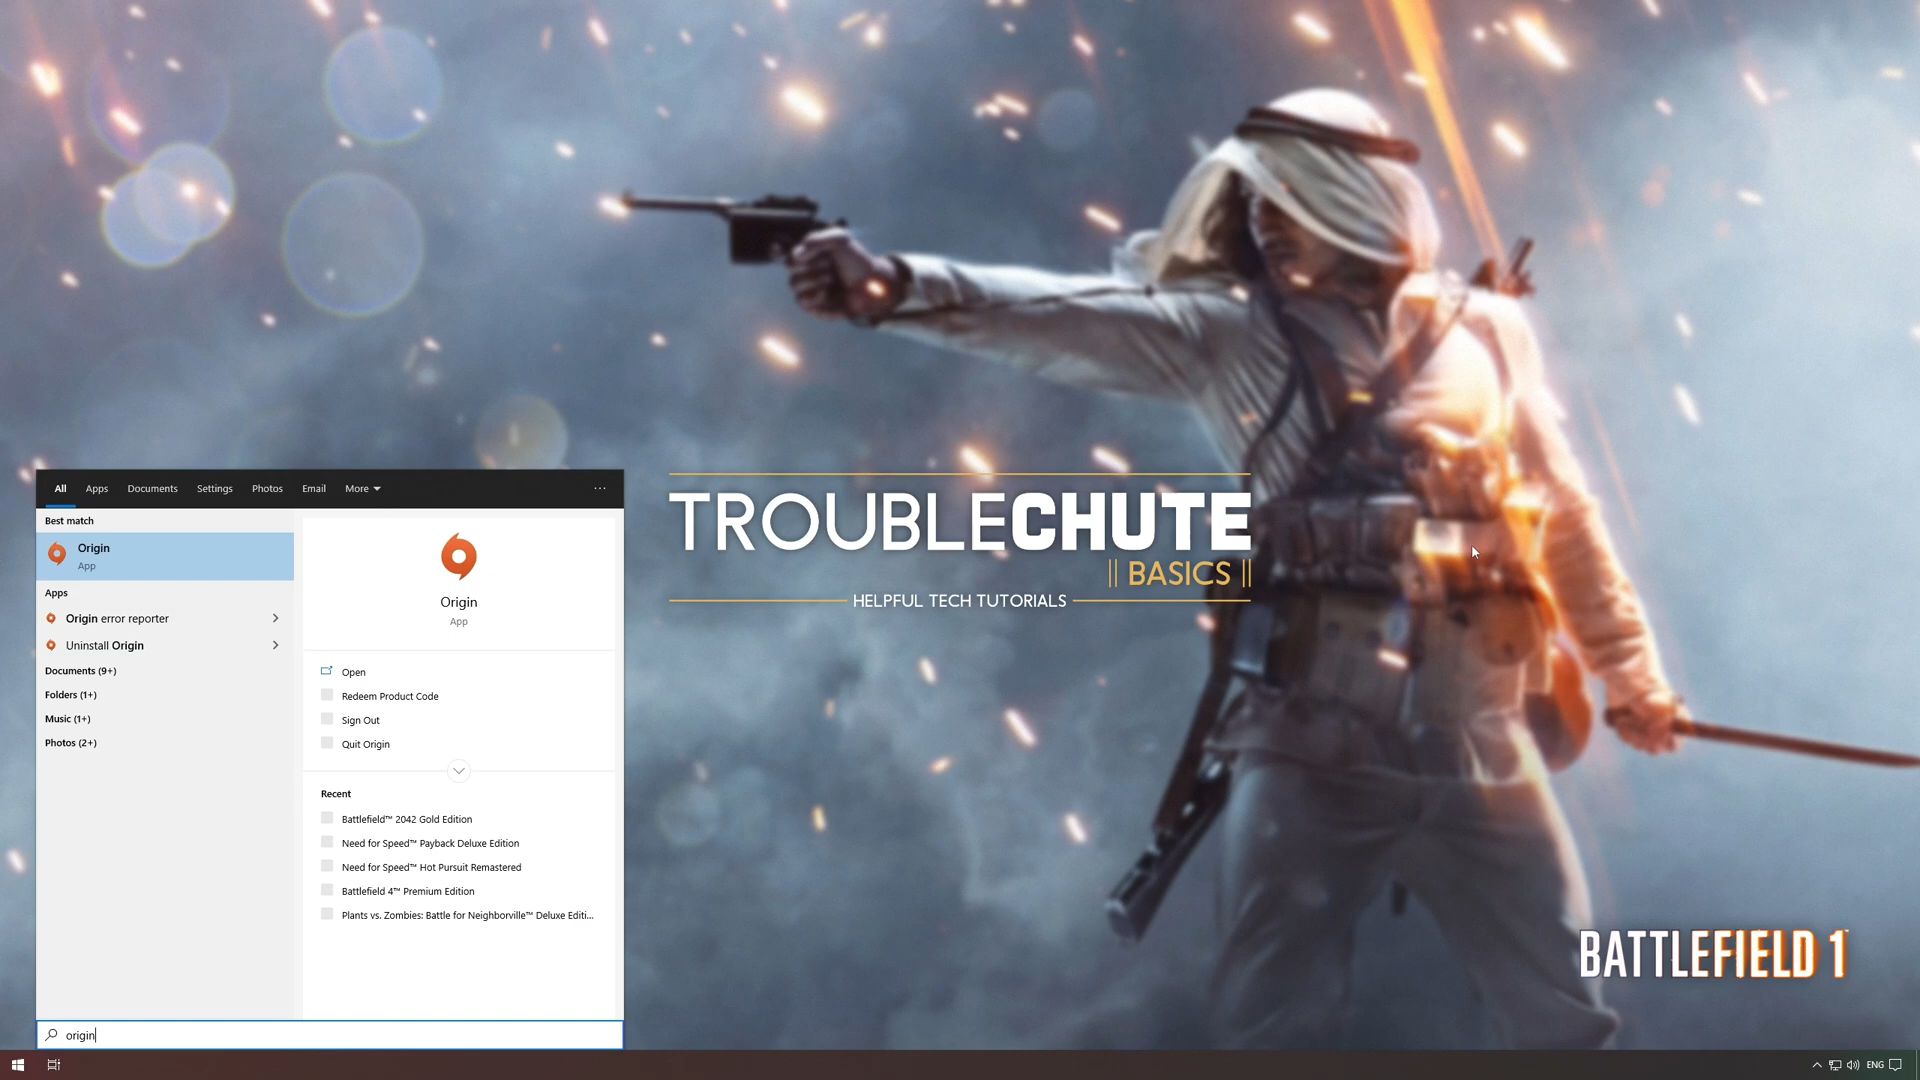 All Apps Documents Settings Photos Email More ...
Best match
Origin
App
Apps
Origin error reporter
Uninstall Origin
Documents (9+)
Folders (1+)
Music (1+)
Photos (2+)
Origin
App
Open
Redeem Product Code
Sign Out
Quit Origin
Recent
Battlefield™ 2042 Gold Edition
Need for Speed™ Payback Deluxe Edition
Need for Speed™ Hot Pursuit Remastered
Battlefield 4™ Premium Edition
Plants vs. Zombies: Battle for Neighborville™ Deluxe Editi...
origin
TROUBLECHUTE
|| BASICS ||
HELPFUL TECH TUTORIALS
BATTLEFIELD 1™
ENG